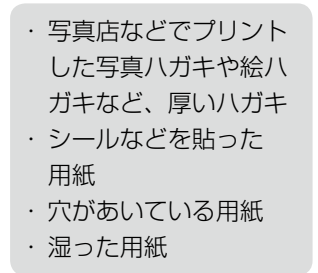 ・写真店などでプリント
した写真ハガキや絵ハ
ガキなど、厚いハガキ
・シールなどを貼った
用紙
・穴があいている用紙
・湿った用紙